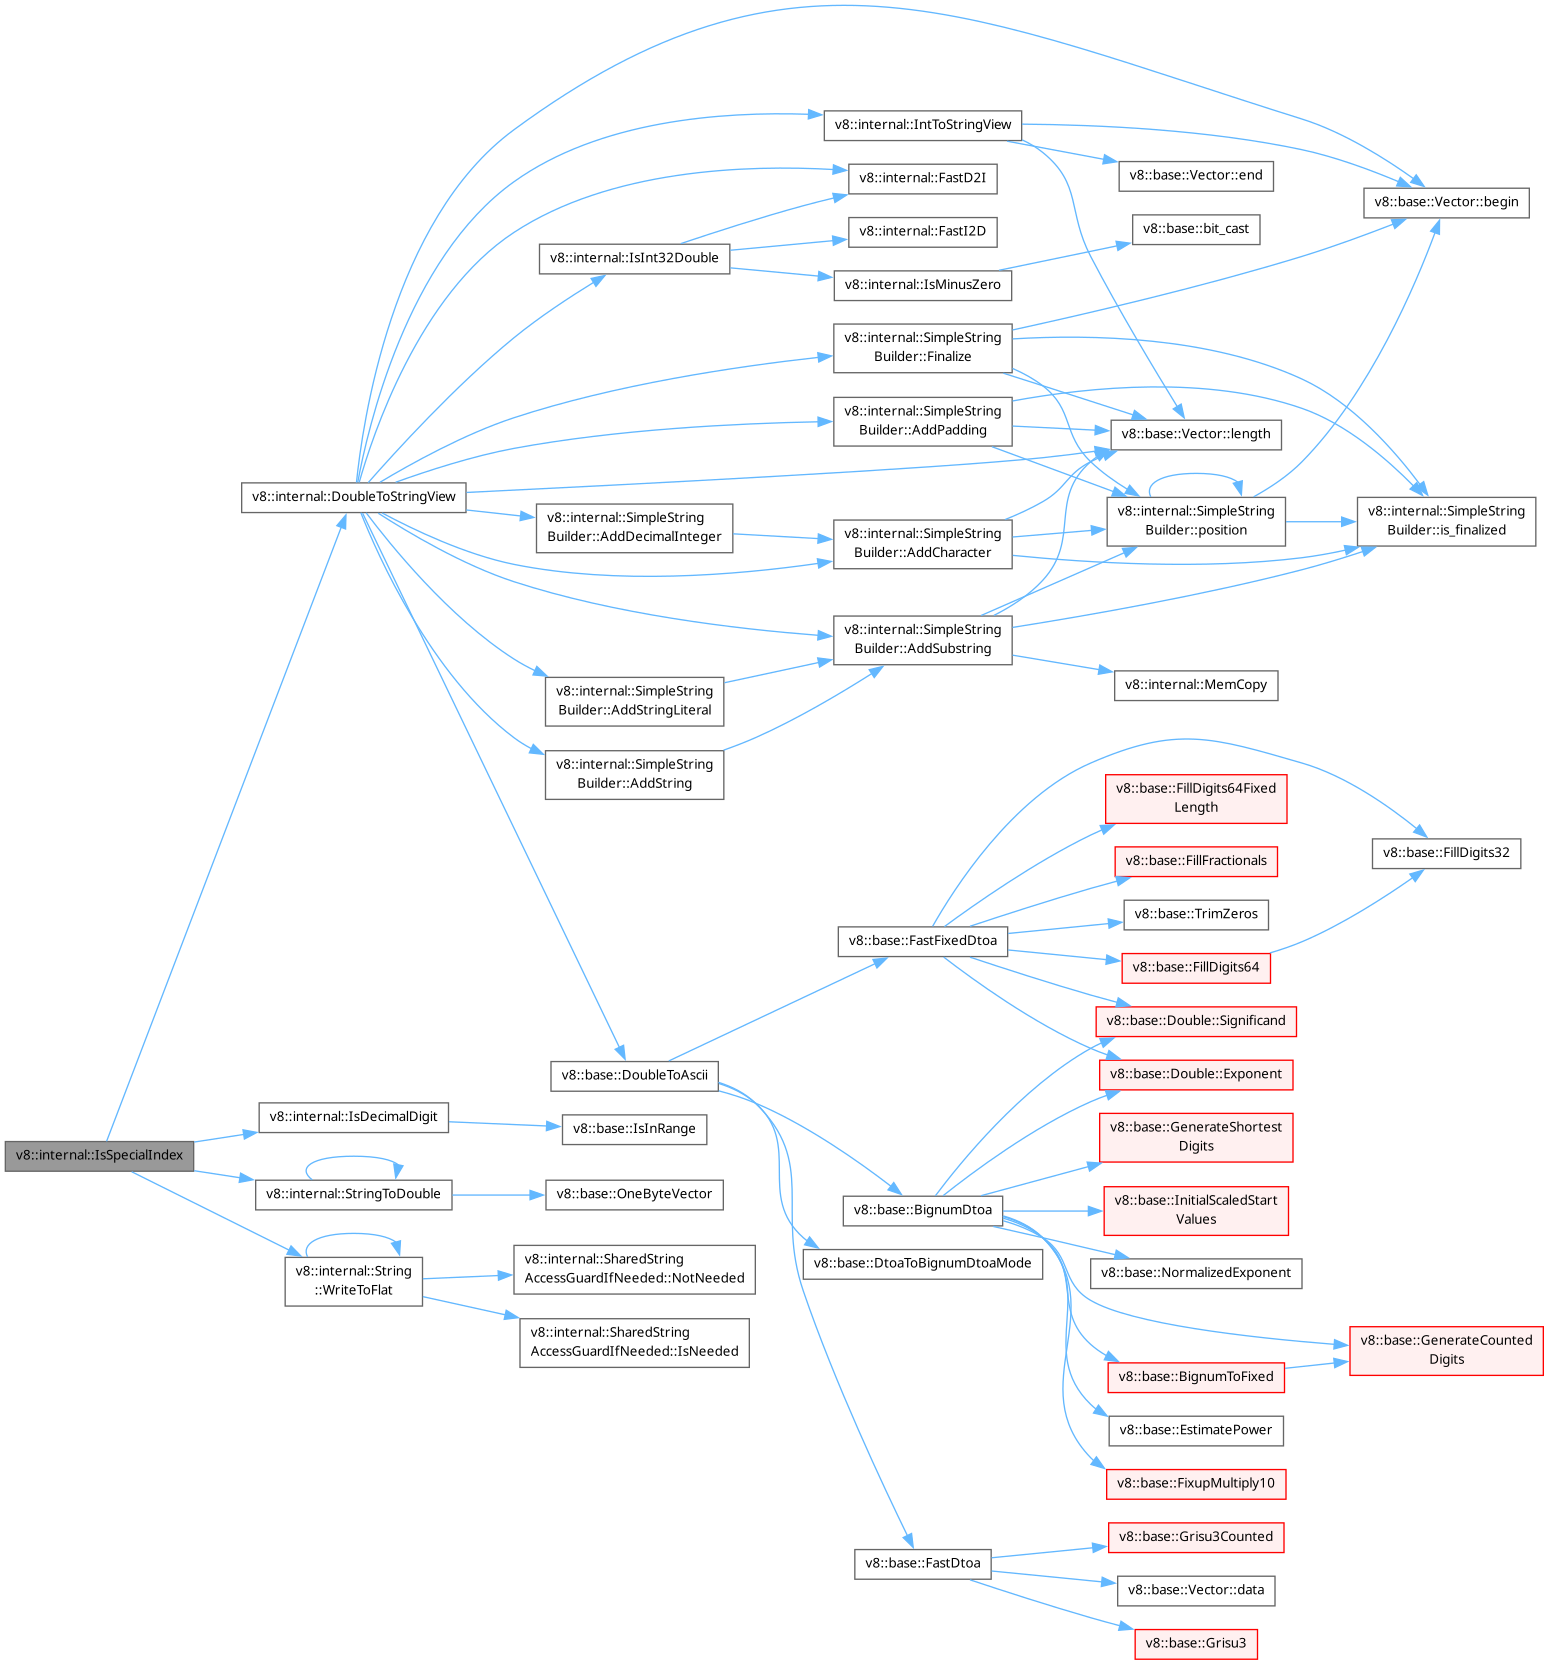 v8::internal::IntToStringView
v8::base::Vector::end
v8::internal::FastD2I
v8::base::Vector::begin
v8::base::bit_cast
v8::internal::FastI2D
v8::internal::IsInt32Double
v8::internal::IsMinusZero
v8::internal::SimpleString
Builder::Finalize
v8::internal::SimpleString
Builder::AddPadding
v8::base::Vector::length
v8::internal::DoubleToStringView
v8::internal::SimpleString
Builder::AddDecimalInteger
v8::internal::SimpleString
Builder::position
v8::internal::SimpleString
Builder::is_finalized
v8::internal::SimpleString
Builder::AddCharacter
v8::internal::SimpleString
Builder::AddSubstring
v8::internal::MemCopy
v8::internal::SimpleString
Builder::AddStringLiteral
v8::internal::SimpleString
Builder::AddString
v8::base::FillDigits64Fixed
Length
v8::base::FillDigits32
v8::base::FillFractionals
v8::base::TrimZeros
v8::base::FastFixedDtoa
v8::base::FillDigits64
v8::base::Double::Significand
v8::base::DoubleToAscii
v8::base::Double::Exponent
v8::internal::IsDecimalDigit
v8::base::IsInRange
v8::base::GenerateShortest
Digits
v8::internal::IsSpecialIndex
v8::internal::StringToDouble
v8::base::OneByteVector
v8::base::BignumDtoa
v8::base::InitialScaledStart
Values
v8::internal::String
::WriteToFlat
v8::internal::SharedString
AccessGuardIfNeeded::NotNeeded
v8::base::DtoaToBignumDtoaMode
v8::base::NormalizedExponent
v8::internal::SharedString
AccessGuardIfNeeded::IsNeeded
v8::base::GenerateCounted
Digits
v8::base::BignumToFixed
v8::base::EstimatePower
v8::base::FixupMultiply10
v8::base::Grisu3Counted
v8::base::FastDtoa
v8::base::Vector::data
v8::base::Grisu3